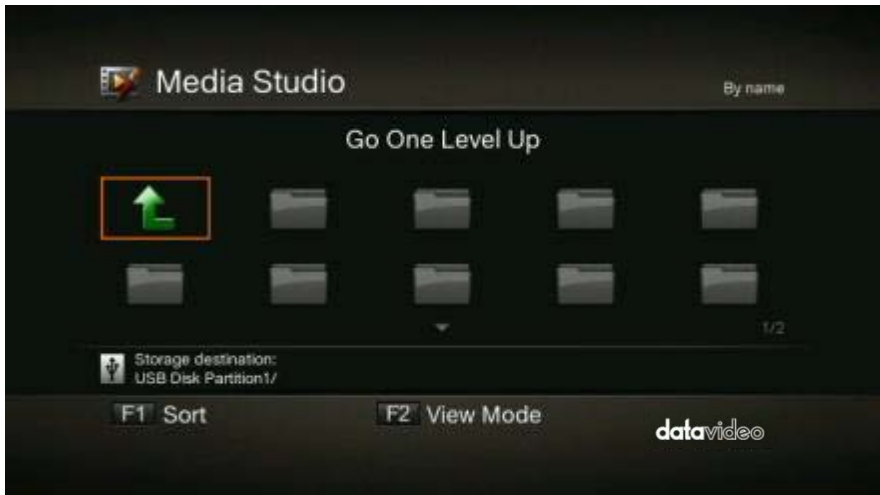 Media Studio
By name
Go One Level Up
1/2
Storage destination:
USB Disk Partition1/
F1 Sort
F2 View Mode
datavideo